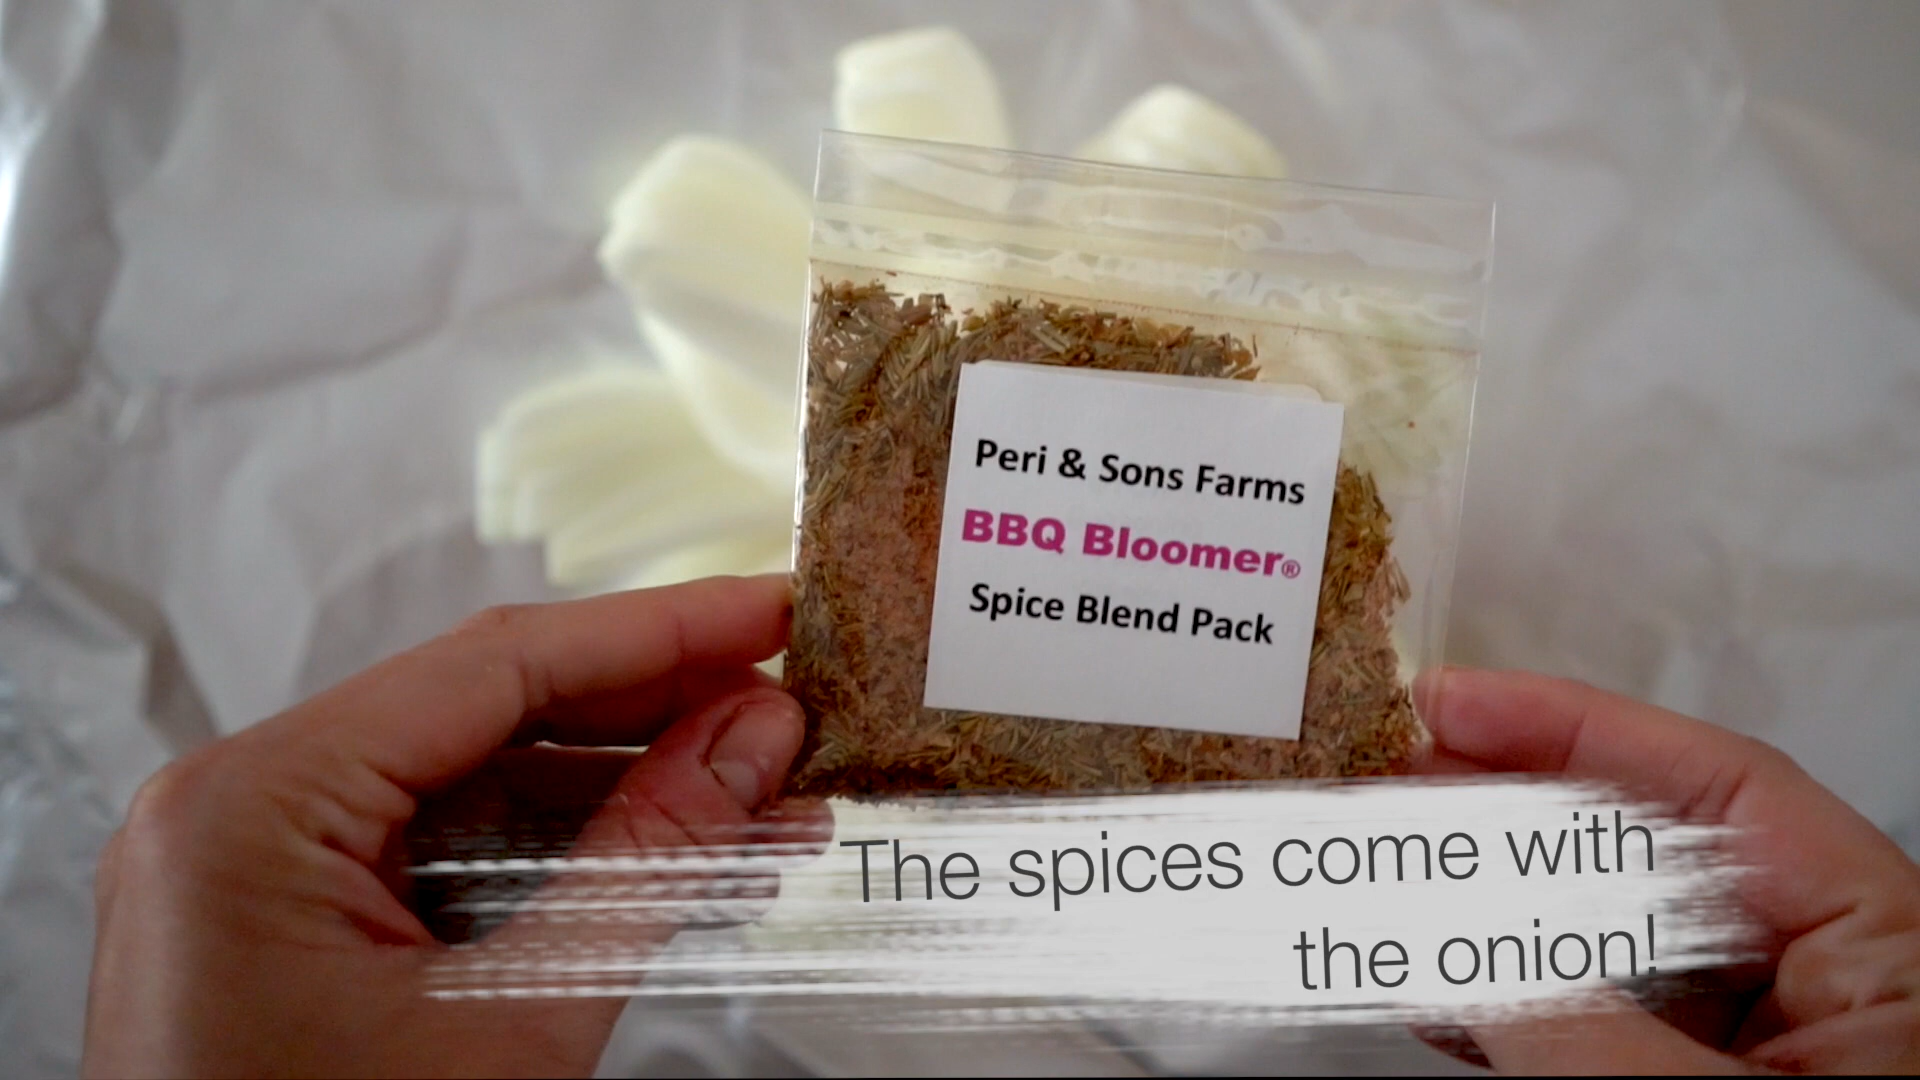 Peri & Sons Farms
BBQ Bloomer®
Spice Blend Pack
The spices come with
the onion!